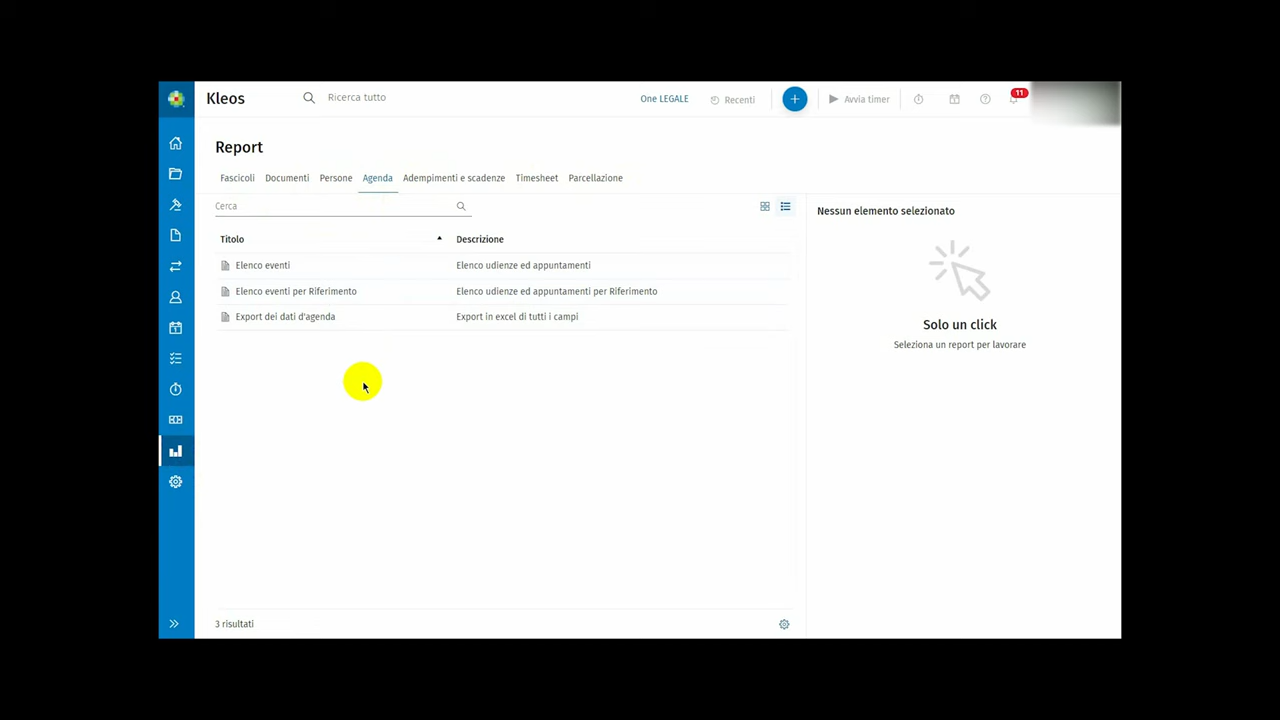 Kleos
Ricerca tutto
One LEGALE
Recenti
Avvia timer
11
Report
Fascicoli Documenti Persone Agenda Adempimenti e scadenze Timesheet Parcellazione
Cerca
Nessun elemento selezionato
Titolo Descrizione
Elenco eventi Elenco udienze ed appuntamenti
Elenco eventi per Riferimento Elenco udienze ed appuntamenti per Riferimento
Export dei dati d'agenda Export in excel di tutti i campi
Solo un click
Seleziona un report per lavorare
3 risultati